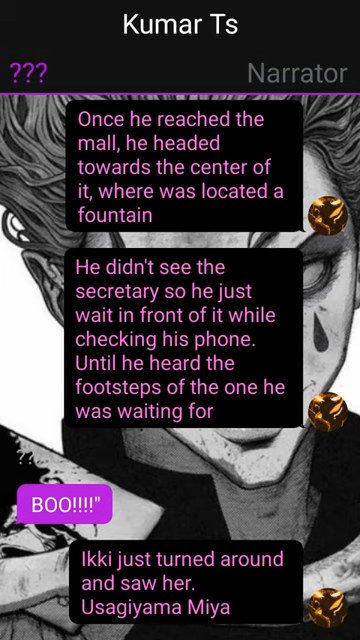 Kumar Ts
??? Narrator
Once he reached the
mall, he headed
towards the center of
it, where was located a
fountain
He didn't see the
secretary so he just
wait in front of it while
checking his phone.
Until he heard the
footsteps of the one he
was waiting for
???
BOO!!!!"
Ikki just turned around
and saw her.
Usagiyama Miya